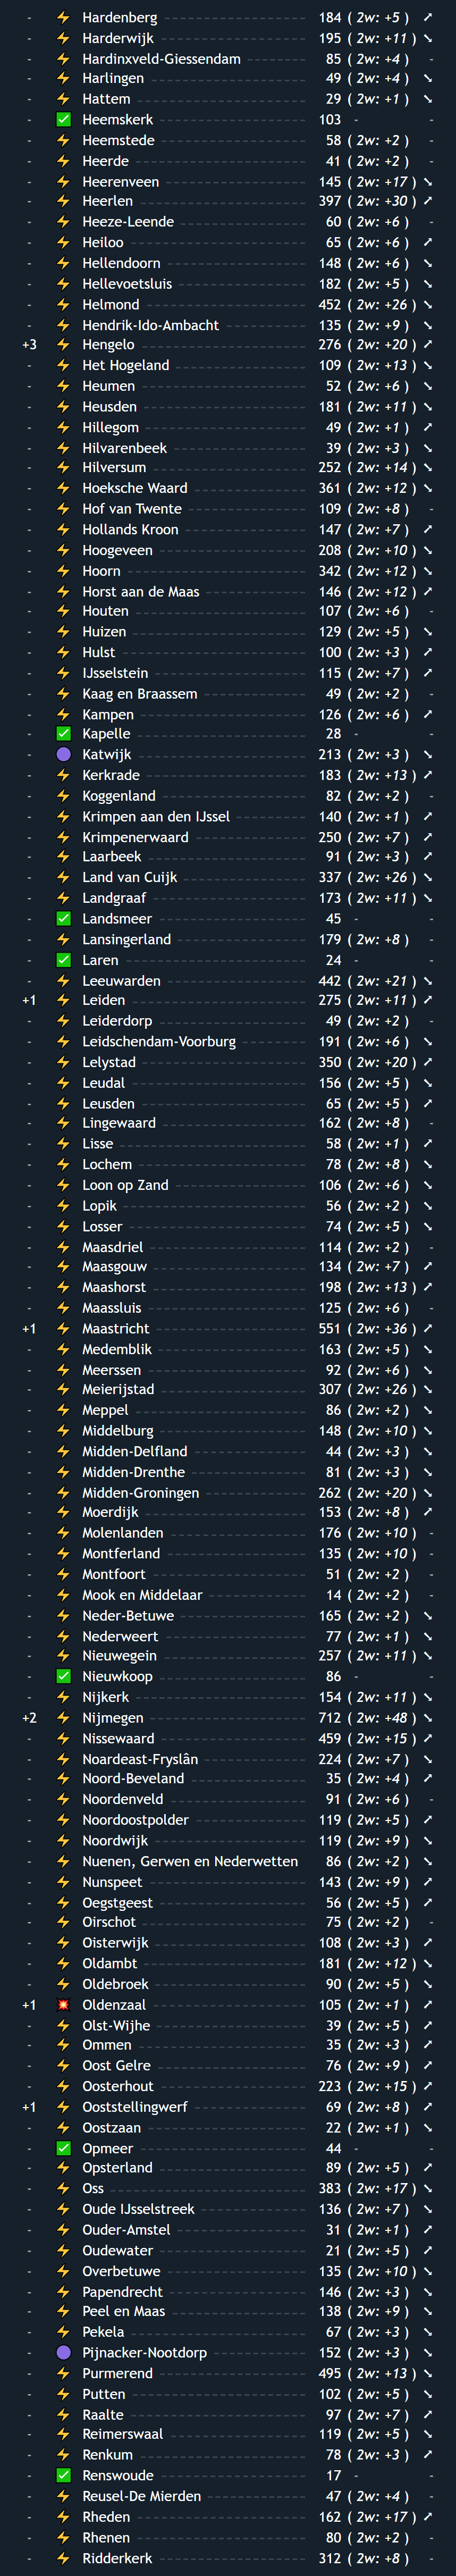 - ⚡ Hardenberg 184 ( 2w: +5 ) ↗
- ⚡ Harderwijk 195 ( 2w: +11 ) ↘
- ⚡ Hardinxveld-Giessendam 85 ( 2w: +4 ) -
- ⚡ Harlingen 49 ( 2w: +4 ) ↘
- ⚡ Hattem 29 ( 2w: +1 ) ↘
- ✅ Heemskerk 103 - -
- ⚡ Heemstede 58 ( 2w: +2 ) -
- ⚡ Heerde 41 ( 2w: +2 ) -
- ⚡ Heerenveen 145 ( 2w: +17 ) ↘
- ⚡ Heerlen 397 ( 2w: +30 ) ↗
- ⚡ Heeze-Leende 60 ( 2w: +6 ) -
- ⚡ Heiloo 65 ( 2w: +6 ) ↗
- ⚡ Hellendoorn 148 ( 2w: +6 ) ↘
- ⚡ Hellevoetsluis 182 ( 2w: +5 ) ↘
- ⚡ Helmond 452 ( 2w: +26 ) ↘
- ⚡ Hendrik-Ido-Ambacht 135 ( 2w: +9 ) ↘
+3 ⚡ Hengelo 276 ( 2w: +20 ) ↗
- ⚡ Het Hogeland 109 ( 2w: +13 ) ↘
- ⚡ Heumen 52 ( 2w: +6 ) ↘
- ⚡ Heusden 181 ( 2w: +11 ) ↘
- ⚡ Hillegom 49 ( 2w: +1 ) ↗
- ⚡ Hilvarenbeek 39 ( 2w: +3 ) ↘
- ⚡ Hilversum 252 ( 2w: +14 ) ↘
- ⚡ Hoeksche Waard 361 ( 2w: +12 ) ↘
- ⚡ Hof van Twente 109 ( 2w: +8 ) -
- ⚡ Hollands Kroon 147 ( 2w: +7 ) ↗
- ⚡ Hoogeveen 208 ( 2w: +10 ) ↘
- ⚡ Hoorn 342 ( 2w: +12 ) ↘
- ⚡ Horst aan de Maas 146 ( 2w: +12 ) ↗
- ⚡ Houten 107 ( 2w: +6 ) -
- ⚡ Huizen 129 ( 2w: +5 ) ↘
- ⚡ Hulst 100 ( 2w: +3 ) ↗
- ⚡ IJsselstein 115 ( 2w: +7 ) ↗
- ⚡ Kaag en Braassem 49 ( 2w: +2 ) -
- ⚡ Kampen 126 ( 2w: +6 ) ↗
- ✅ Kapelle 28 - -
- 🟣 Katwijk 213 ( 2w: +3 ) ↘
- ⚡ Kerkrade 183 ( 2w: +13 ) ↗
- ⚡ Koggenland 82 ( 2w: +2 ) -
- ⚡ Krimpen aan den IJssel 140 ( 2w: +1 ) ↗
- ⚡ Krimpenerwaard 250 ( 2w: +7 ) ↗
- ⚡ Laarbeek 91 ( 2w: +3 ) ↗
- ⚡ Land van Cuijk 337 ( 2w: +26 ) ↘
- ⚡ Landgraaf 173 ( 2w: +11 ) ↘
- ✅ Landsmeer 45 - -
- ⚡ Lansingerland 179 ( 2w: +8 ) -
- ✅ Laren 24 - -
- ⚡ Leeuwarden 442 ( 2w: +21 ) ↘
+1 ⚡ Leiden 275 ( 2w: +11 ) ↗
- ⚡ Leiderdorp 49 ( 2w: +2 ) -
- ⚡ Leidschendam-Voorburg 191 ( 2w: +6 ) ↘
- ⚡ Lelystad 350 ( 2w: +20 ) ↗
- ⚡ Leudal 156 ( 2w: +5 ) ↘
- ⚡ Leusden 65 ( 2w: +5 ) ↗
- ⚡ Lingewaard 162 ( 2w: +8 ) -
- ⚡ Lisse 58 ( 2w: +1 ) ↗
- ⚡ Lochem 78 ( 2w: +8 ) ↘
- ⚡ Loon op Zand 106 ( 2w: +6 ) ↘
- ⚡ Lopik 56 ( 2w: +2 ) ↘
- ⚡ Losser 74 ( 2w: +5 ) ↘
- ⚡ Maasdriel 114 ( 2w: +2 ) -
- ⚡ Maasgouw 134 ( 2w: +7 ) ↗
- ⚡ Maashorst 198 ( 2w: +13 ) ↗
- ⚡ Maassluis 125 ( 2w: +6 ) -
+1 ⚡ Maastricht 551 ( 2w: +36 ) ↗
- ⚡ Medemblik 163 ( 2w: +5 ) ↘
- ⚡ Meerssen 92 ( 2w: +6 ) ↘
- ⚡ Meierijstad 307 ( 2w: +26 ) ↘
- ⚡ Meppel 86 ( 2w: +2 ) ↘
- ⚡ Middelburg 148 ( 2w: +10 ) ↘
- ⚡ Midden-Delfland 44 ( 2w: +3 ) ↘
- ⚡ Midden-Drenthe 81 ( 2w: +3 ) ↘
- ⚡ Midden-Groningen 262 ( 2w: +20 ) ↘
- ⚡ Moerdijk 153 ( 2w: +8 ) ↗
- ⚡ Molenlanden 176 ( 2w: +10 ) -
- ⚡ Montferland 135 ( 2w: +10 ) -
- ⚡ Montfoort 51 ( 2w: +2 ) -
- ⚡ Mook en Middelaar 14 ( 2w: +2 ) -
- ⚡ Neder-Betuwe 165 ( 2w: +2 ) ↘
- ⚡ Nederweert 77 ( 2w: +1 ) ↘
- ⚡ Nieuwegein 257 ( 2w: +11 ) ↘
- ✅ Nieuwkoop 86 - -
- ⚡ Nijkerk 154 ( 2w: +11 ) ↘
+2 ⚡ Nijmegen 712 ( 2w: +48 ) ↘
- ⚡ Nissewaard 459 ( 2w: +15 ) ↗
- ⚡ Noardeast-Fryslân 224 ( 2w: +7 ) ↘
- ⚡ Noord-Beveland 35 ( 2w: +4 ) ↗
- ⚡ Noordenveld 91 ( 2w: +6 ) -
- ⚡ Noordoostpolder 119 ( 2w: +5 ) ↗
- ⚡ Noordwijk 119 ( 2w: +9 ) ↘
- ⚡ Nuenen, Gerwen en Nederwetten 86 ( 2w: +2 ) ↘
- ⚡ Nunspeet 143 ( 2w: +9 ) ↗
- ⚡ Oegstgeest 56 ( 2w: +5 ) ↗
- ⚡ Oirschot 75 ( 2w: +2 ) -
- ⚡ Oisterwijk 108 ( 2w: +3 ) ↗
- ⚡ Oldambt 181 ( 2w: +12 ) ↘
- ⚡ Oldebroek 90 ( 2w: +5 ) ↘
+1 💥 Oldenzaal 105 ( 2w: +1 ) ↗
- ⚡ Olst-Wijhe 39 ( 2w: +5 ) ↗
- ⚡ Ommen 35 ( 2w: +3 ) ↗
- ⚡ Oost Gelre 76 ( 2w: +9 ) ↗
- ⚡ Oosterhout 223 ( 2w: +15 ) ↗
+1 ⚡ Ooststellingwerf 69 ( 2w: +8 ) ↗
- ⚡ Oostzaan 22 ( 2w: +1 ) ↘
- ✅ Opmeer 44 - -
- ⚡ Opsterland 89 ( 2w: +5 ) ↗
- ⚡ Oss 383 ( 2w: +17 ) ↘
- ⚡ Oude IJsselstreek 136 ( 2w: +7 ) ↘
- ⚡ Ouder-Amstel 31 ( 2w: +1 ) ↗
- ⚡ Oudewater 21 ( 2w: +5 ) ↗
- ⚡ Overbetuwe 135 ( 2w: +10 ) ↘
- ⚡ Papendrecht 146 ( 2w: +3 ) ↘
- ⚡ Peel en Maas 138 ( 2w: +9 ) ↘
- ⚡ Pekela 67 ( 2w: +3 ) ↘
- 🟣 Pijnacker-Nootdorp 152 ( 2w: +3 ) ↘
- ⚡ Purmerend 495 ( 2w: +13 ) ↘
- ⚡ Putten 102 ( 2w: +5 ) ↘
- ⚡ Raalte 97 ( 2w: +7 ) ↗
- ⚡ Reimerswaal 119 ( 2w: +5 ) ↘
- ⚡ Renkum 78 ( 2w: +3 ) ↗
- ✅ Renswoude 17 - -
- ⚡ Reusel-De Mierden 47 ( 2w: +4 ) -
- ⚡ Rheden 162 ( 2w: +17 ) ↗
- ⚡ Rhenen 80 ( 2w: +2 ) -
- ⚡ Ridderkerk 312 ( 2w: +8 ) -